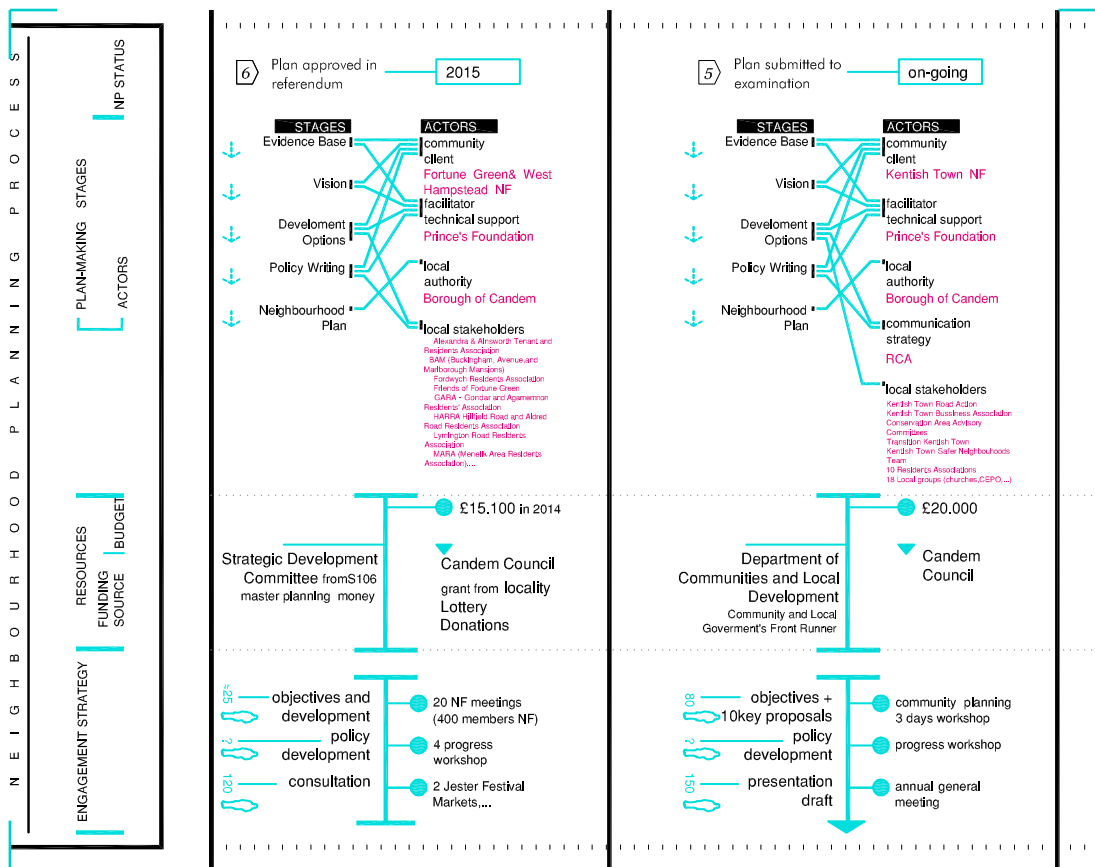 NEIGHBOURHOOD PLANNING PROCESS
NP STATUS
PLAN-MAKING STAGES
ACTORS
RESOURCES
FUNDING
SOURCE
BUDGET
ENGAGEMENT STRATEGY
6
Plan approved in
referendum
2015
STAGES
ACTORS
Evidence Base
Vision
Develoment
Options
Policy Writing
Neighbourhood
Plan
community
client
Fortune Green& West
Hampstead NF
facilitator
technical support
Prince's Foundation
local
authority
Borough of Candem
local stakeholders
Alexandra & Ainsworth Tenant and
Residents Association
BAM (Buckingham, Avenue,and
Marlborough Mansions)
Fordwych Residents Association
Friends of Fortune Green
GARA - Gondar and Agamemnon
Residents' Association
HARRA Hillfield Road and Aldred
Road Residents Association
Lymington Road Residents
Association
MARA (Menelik Area Residents
Association)....
£15.100 in 2014
Strategic Development
Committee fromS106
master planning money
Candem Council
grant from locality
Lottery
Donations
≈25
objectives and
development
20 NF meetings
(400 members NF)
?
policy
development
4 progress
workshop
120
consultation
2 Jester Festival
Markets,...
5
Plan submitted to
examination
on-going
STAGES
ACTORS
Evidence Base
Vision
Develoment
Options
Policy Writing
Neighbourhood
Plan
community
client
Kentish Town NF
facilitator
technical support
Prince's Foundation
local
authority
Borough of Candem
communication
strategy
RCA
local stakeholders
Kentish Town Road Action
Kentish Town Bussiness Association
Conservation Area Advisory
Committees
Transition Kentish Town
Kentish Town Safer Neighbouhoods
Team
10 Residents Associations
18 Local groups (churches,CEPO,...)
£20.000
Department of
Communities and Local
Development
Community and Local
Goverment's Front Runner
Candem
Council
80
objectives +
10key proposals
community planning
3 days workshop
?
policy
development
progress workshop
150
presentation
draft
annual general
meeting